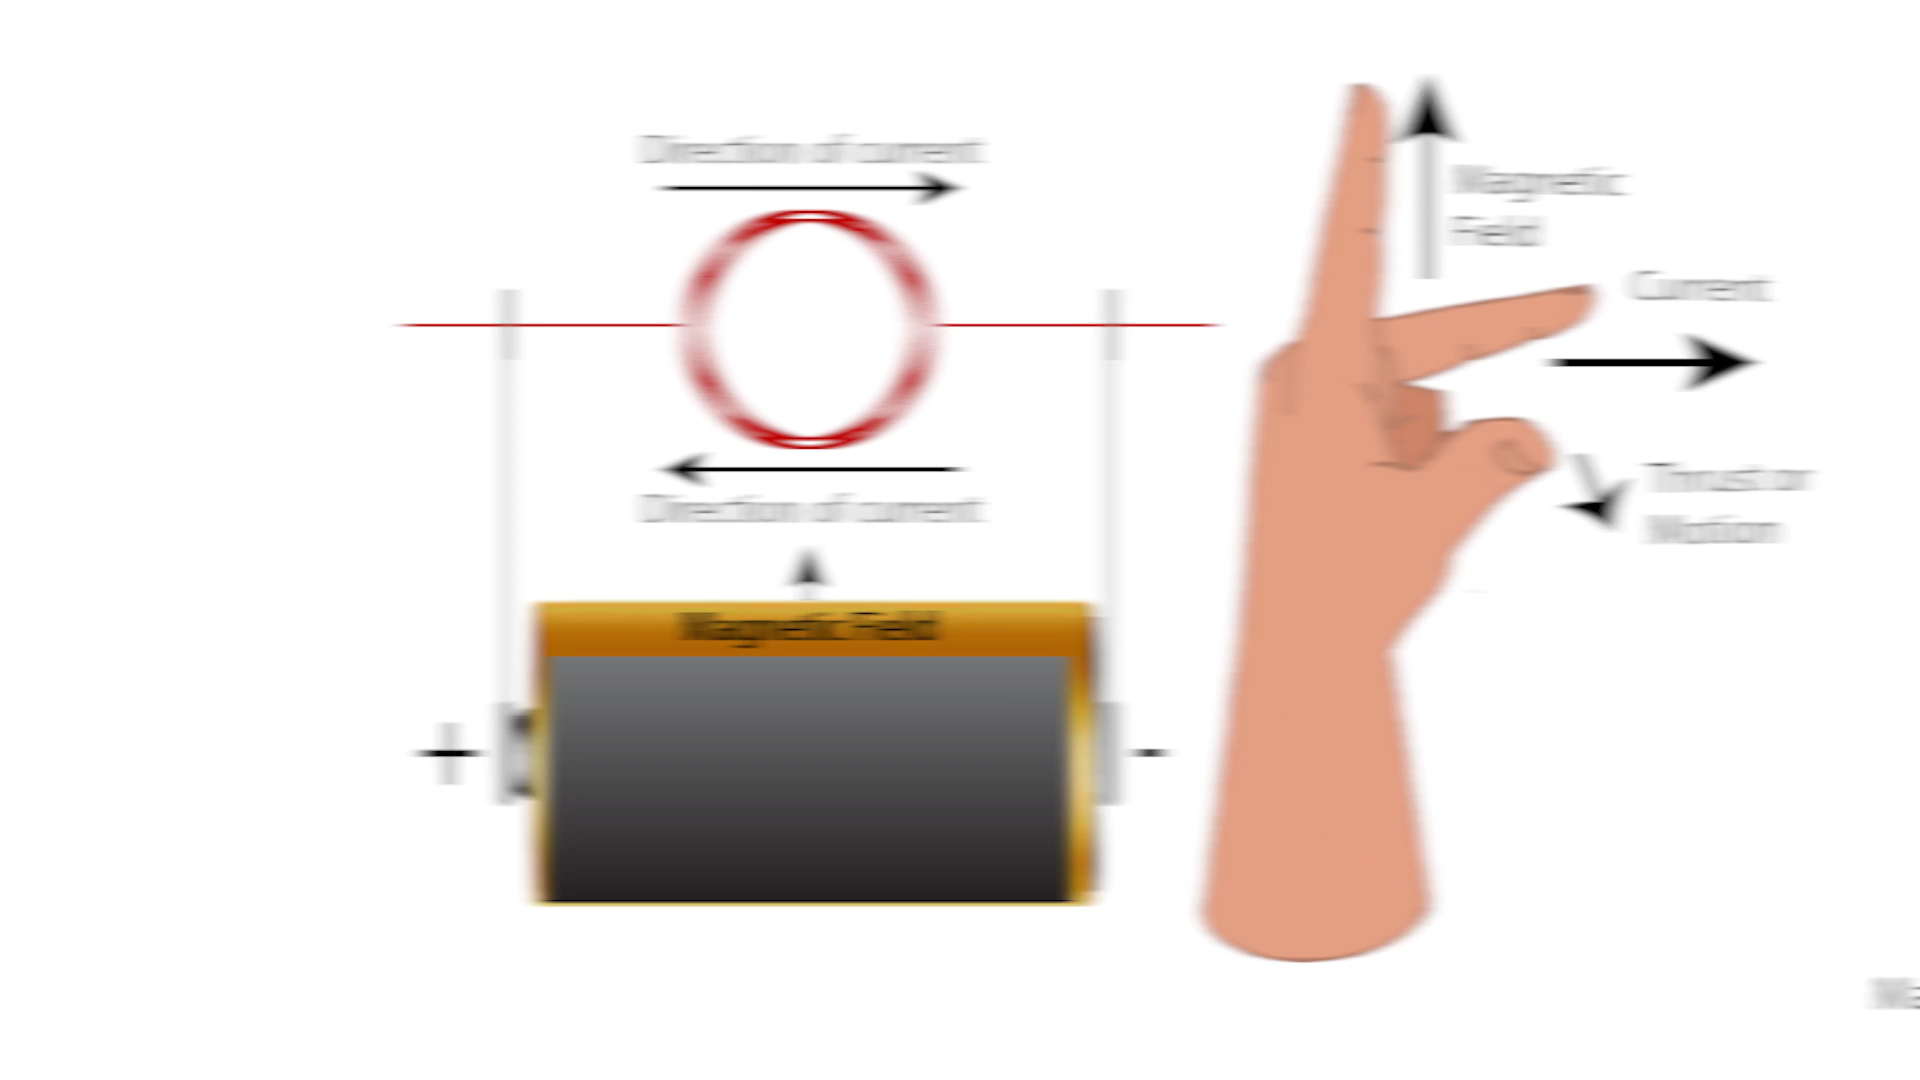 Direction of current
Direction of current
Magnetic Field
+
-
Magnetic
Field
Current
Thrust or
Motion